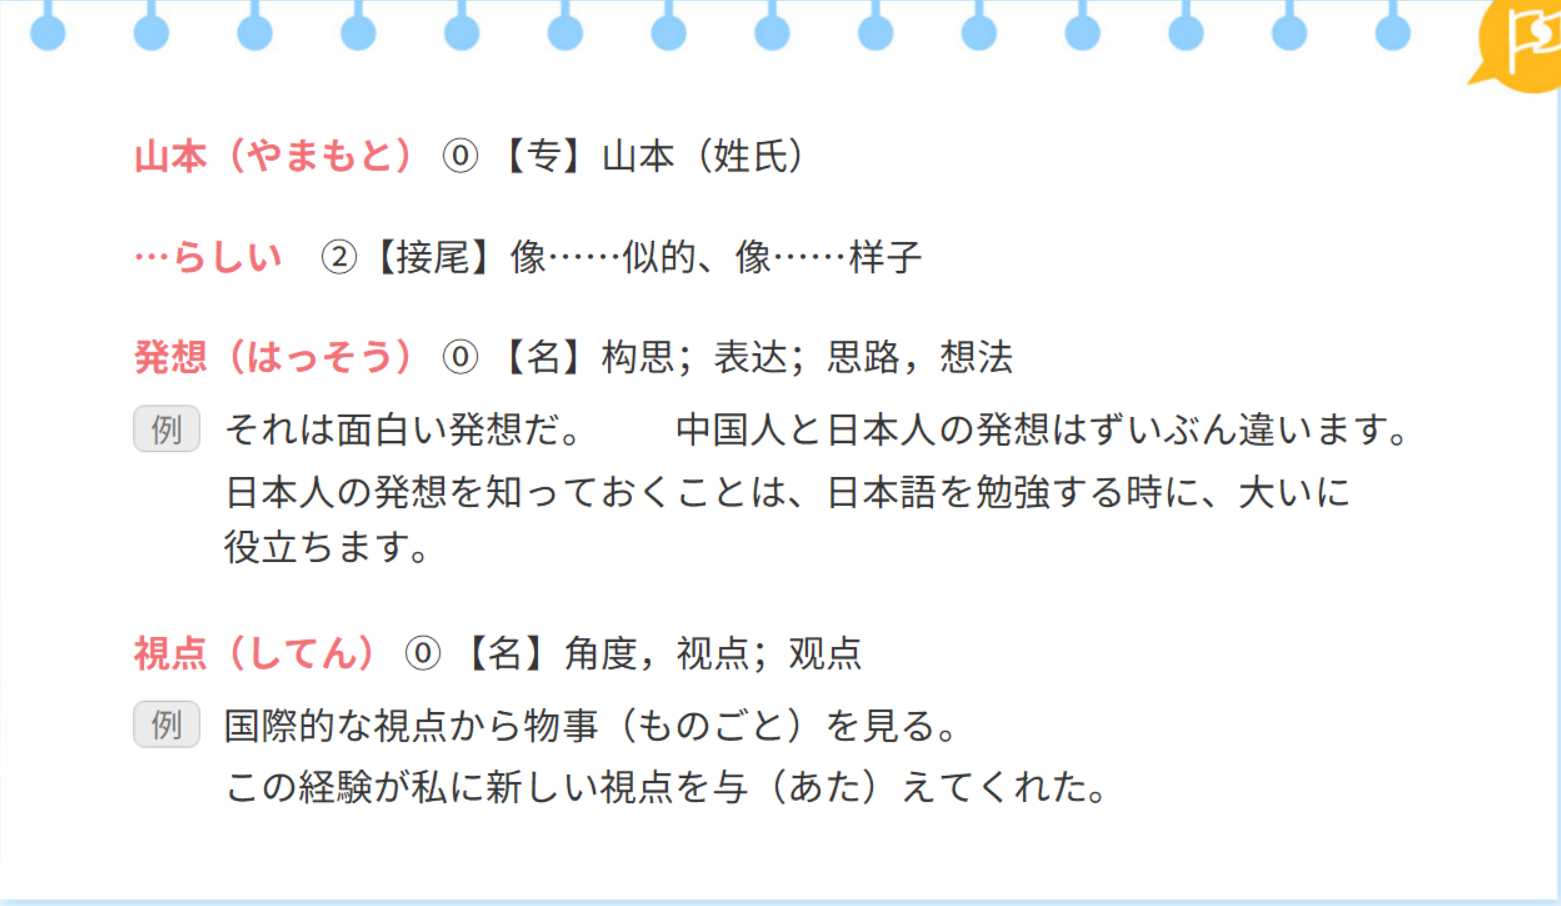 山本（やまもと）⓪【专】山本（姓氏）
…らしい　②【接尾】像……似的、像……样子
発想（はっそう）⓪【名】构思；表达；思路，想法
例 それは面白い発想だ。　　中国人と日本人の発想はずいぶん違います。
日本人の発想を知っておくことは、日本語を勉強する時に、大いに
役立ちます。
視点（してん）⓪【名】角度，视点；观点
例 国際的な視点から物事（ものごと）を見る。
この経験が私に新しい視点を与（あた）えてくれた。